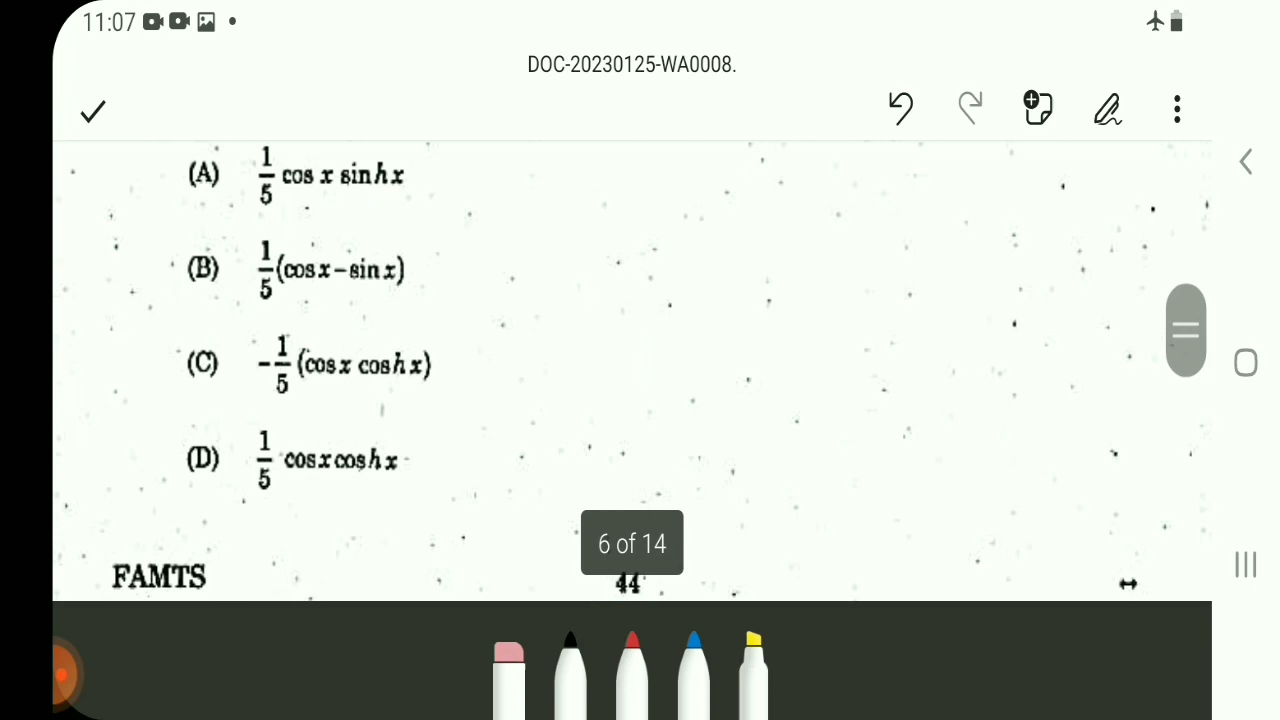 11:07
DOC-20230125-WA0008.
(A) 1/5 cos x sinh x
(B) 1/5 (cos x – sin x)
(C) –1/5 (cos x cosh x)
(D) 1/5 cos x cosh x
6 of 14
FAMTS 44 ↔